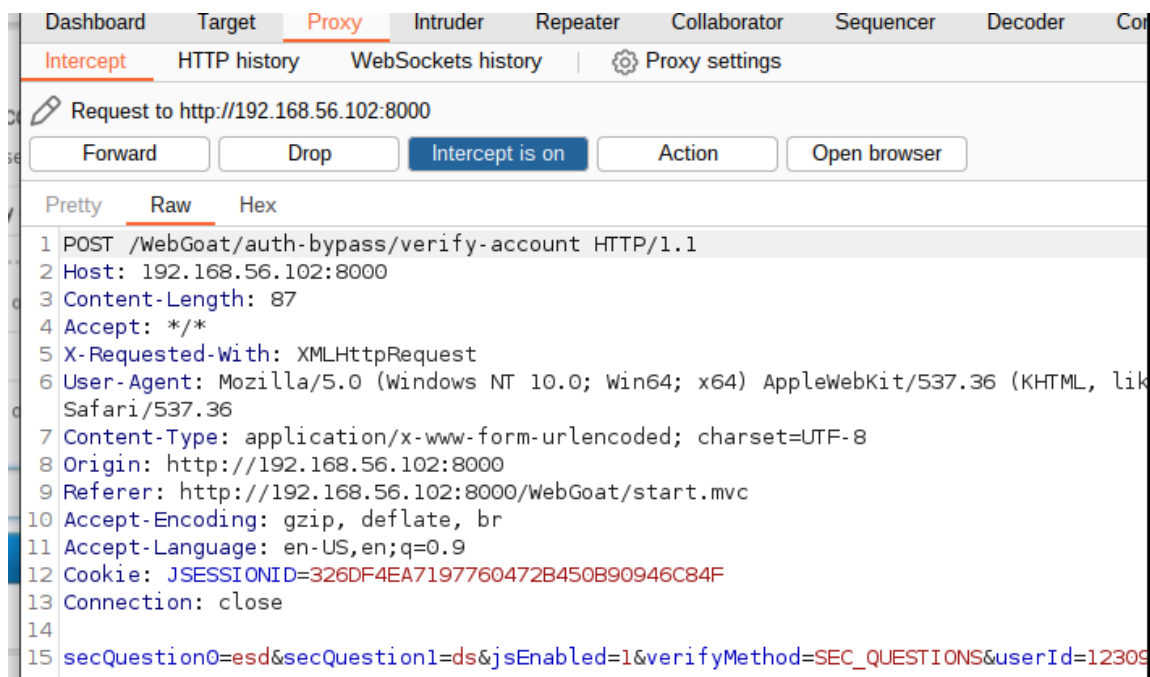 Dashboard Target Proxy Intruder Repeater Collaborator Sequencer Decoder
Intercept HTTP history WebSockets history Proxy settings
Request to http://192.168.56.102:8000
Forward Drop Intercept is on Action Open browser
Pretty Raw Hex
1 POST /WebGoat/auth-bypass/verify-account HTTP/1.1
2 Host: 192.168.56.102:8000
3 Content-Length: 87
4 Accept: */*
5 X-Requested-With: XMLHttpRequest
6 User-Agent: Mozilla/5.0 (Windows NT 10.0; Win64; x64) AppleWebKit/537.36 (KHTML, lik
Safari/537.36
7 Content-Type: application/x-www-form-urlencoded; charset=UTF-8
8 Origin: http://192.168.56.102:8000
9 Referer: http://192.168.56.102:8000/WebGoat/start.mvc
10 Accept-Encoding: gzip, deflate, br
11 Accept-Language: en-US,en;q=0.9
12 Cookie: JSESSIONID=326DF4EA7197760472B450B90946C84F
13 Connection: close
14
15 secQuestion0=esd&secQuestion1=ds&jsEnabled=1&verifyMethod=SEC_QUESTIONS&userId=12309